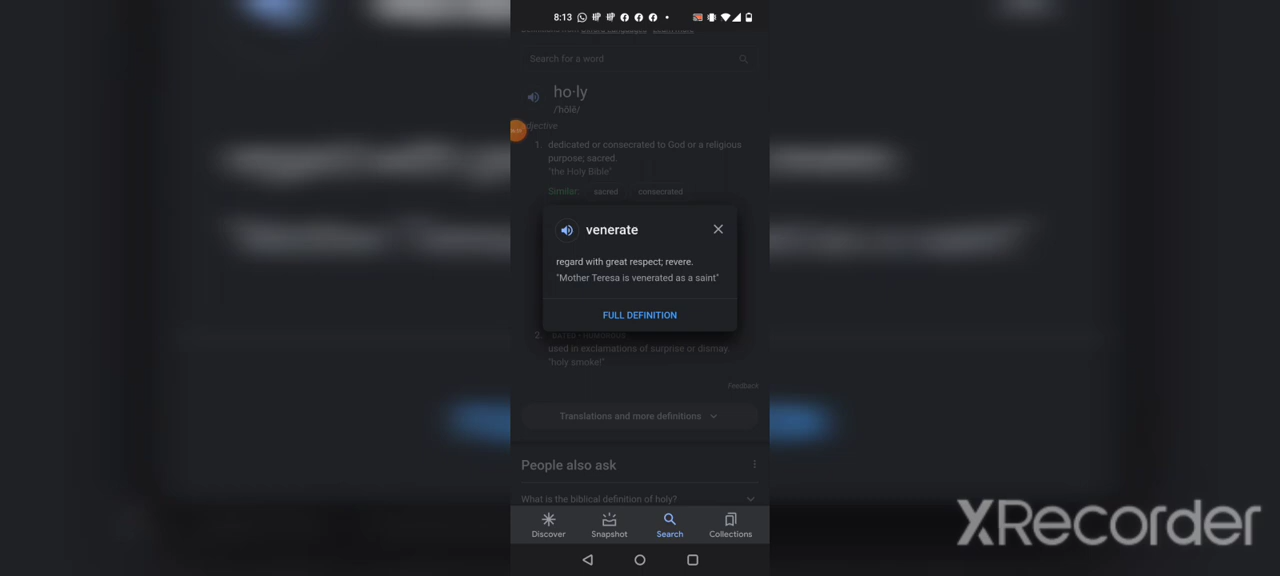 8:13
Search for a word
ho·ly
/ˈhōlē/
adjective
1. dedicated or consecrated to God or a religious
purpose; sacred.
"the Holy Bible"
Similar: sacred consecrated
venerate
regard with great respect; revere.
"Mother Teresa is venerated as a saint"
FULL DEFINITION
2. DATED • HUMOROUS
used in exclamations of surprise or dismay.
"holy smoke!"
Feedback
Translations and more definitions
People also ask
What is the biblical definition of holy?
Discover Snapshot Search Collections
XRecorder